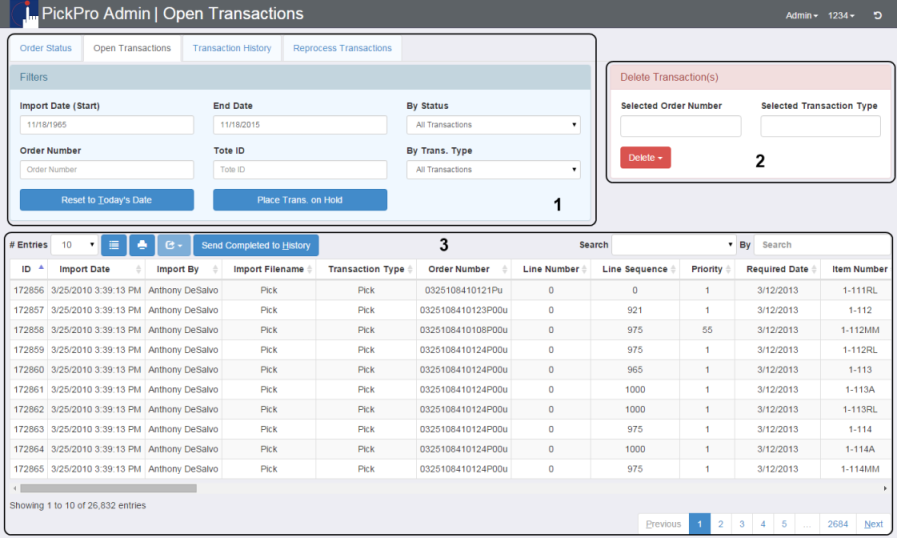 PickPro Admin | Open Transactions
Admin 1234
Order Status Open Transactions Transaction History Reprocess Transactions
Filters
Import Date (Start) End Date By Status
11/18/1965 11/18/2015 All Transactions
Order Number Tote ID By Trans. Type
Order Number Tote ID All Transactions
Reset to Today's Date Place Trans. on Hold 1
Delete Transaction(s)
Selected Order Number Selected Transaction Type
Delete 2
# Entries 10 Send Completed to History 3 Search By Search
ID Import Date Import By Import Filename Transaction Type Order Number Line Number Line Sequence Priority Required Date Item Number
172856 3/25/2010 3:39:13 PM Anthony DeSalvo Pick Pick 0325108410121Pu 0 0 1 3/12/2013 1-111RL
172857 3/25/2010 3:39:13 PM Anthony DeSalvo Pick Pick 0325108410123P00u 0 921 1 3/12/2013 1-112
172858 3/25/2010 3:39:13 PM Anthony DeSalvo Pick Pick 0325108410108P00u 0 975 55 3/12/2013 1-112MM
172859 3/25/2010 3:39:13 PM Anthony DeSalvo Pick Pick 0325108410124P00u 0 975 1 3/12/2013 1-112RL
172860 3/25/2010 3:39:13 PM Anthony DeSalvo Pick Pick 0325108410124P00u 0 965 1 3/12/2013 1-113
172861 3/25/2010 3:39:13 PM Anthony DeSalvo Pick Pick 0325108410124P00u 0 1000 1 3/12/2013 1-113A
172862 3/25/2010 3:39:13 PM Anthony DeSalvo Pick Pick 0325108410124P00u 0 1000 1 3/12/2013 1-113RL
172863 3/25/2010 3:39:13 PM Anthony DeSalvo Pick Pick 0325108410124P00u 0 975 1 3/12/2013 1-114
172864 3/25/2010 3:39:13 PM Anthony DeSalvo Pick Pick 0325108410124P00u 0 1000 1 3/12/2013 1-114A
172865 3/25/2010 3:39:13 PM Anthony DeSalvo Pick Pick 0325108410124P00u 0 975 1 3/12/2013 1-114MM
Showing 1 to 10 of 26,832 entries
Previous 1 2 3 4 5 ... 2684 Next